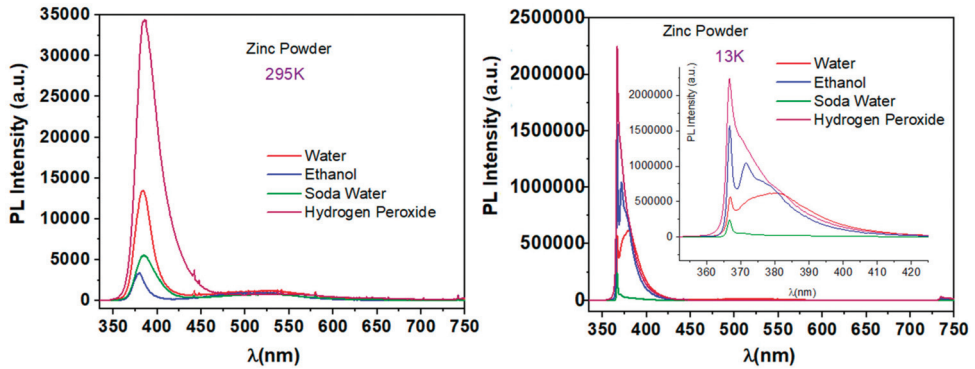 35000
30000
25000
20000
15000
10000
5000
0
PL Intensity (a.u.)
Zinc Powder
295K
Water
Ethanol
Soda Water
Hydrogen Peroxide
350 400 450 500 550 600 650 700 750
λ(nm)
2500000
2000000
1500000
1000000
500000
0
PL Intensity (a.u.)
Zinc Powder
13K
Water
Ethanol
Soda Water
Hydrogen Peroxide
PL Intensity (a.u.)
2000000
1500000
1000000
500000
0
360 370 380 390 400 410 420
λ(nm)
350 400 450 500 550 600 650 700 750
λ(nm)